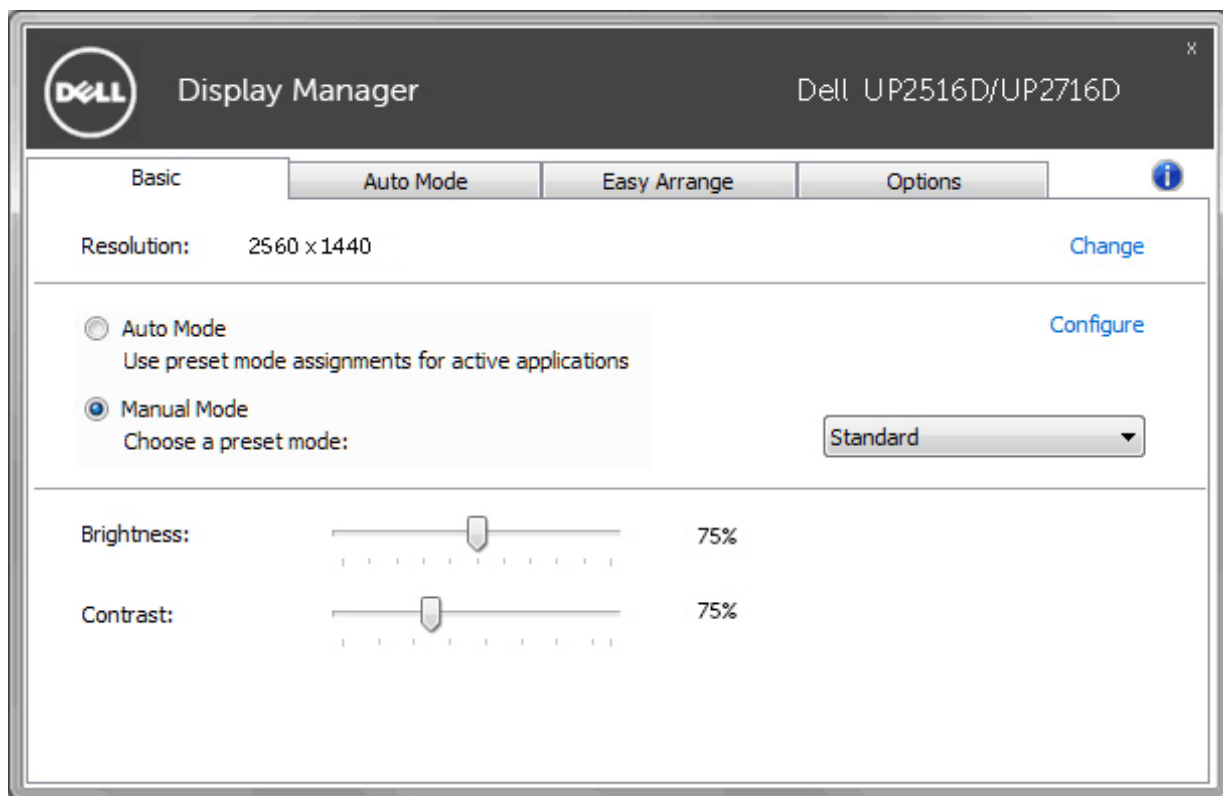 DELL Display Manager Dell UP2516D/UP2716D x
Basic Auto Mode Easy Arrange Options i
Resolution: 2560 x 1440 Change
Auto Mode Configure
Use preset mode assignments for active applications
Manual Mode
Choose a preset mode: Standard
Brightness: 75%
Contrast: 75%